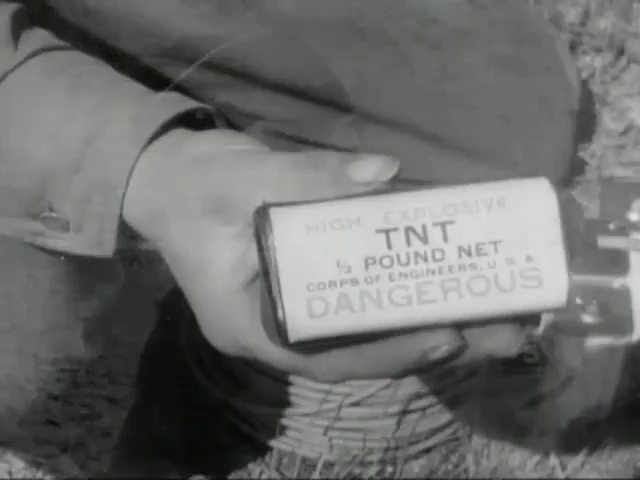 HIGH EXPLOSIVE
TNT
½ POUND NET
CORPS OF ENGINEERS, U.S.A.
DANGEROUS